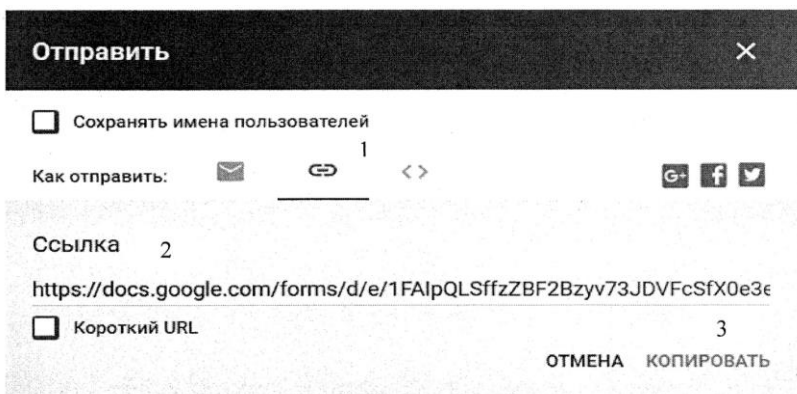 Отправить
Сохранять имена пользователей
1
Как отправить:
G+
Ссылка 2
https://docs.google.com/forms/d/e/1FAIpQLSffzZBF2Bzyv73JDVFcSfX0e3e
Короткий URL
3
ОТМЕНА КОПИРОВАТЬ